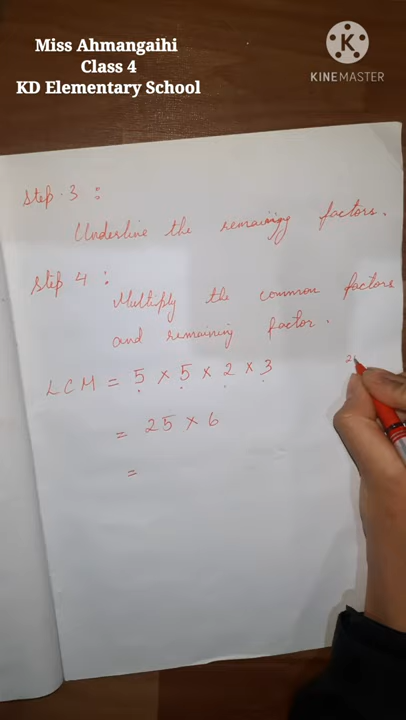 Miss Ahmangaihi
Class 4
KD Elementary School
KINEMASTER
Step 3 :
Underline the remaining factors.
Step 4 :
Multiply the common factors
and remaining factor.
LCM = 5 × 5 × 2 × 3
= 25 × 6
=